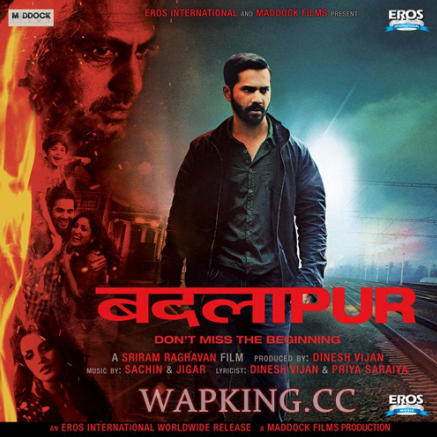 MADDOCK
EROS INTERNATIONAL AND MADDOCK FILMS PRESENT
EROS
INTERNATIONAL
बदलाPUR
DON'T MISS THE BEGINNING
A SRIRAM RAGHAVAN FILM PRODUCED BY: DINESH VIJAN
MUSIC BY: SACHIN & JIGAR LYRICIST: DINESH VIJAN & PRIYA SARAIYA
WAPKING.CC
EROS
MUSIC
AN EROS INTERNATIONAL WORLDWIDE RELEASE A MADDOCK FILMS PRODUCTION